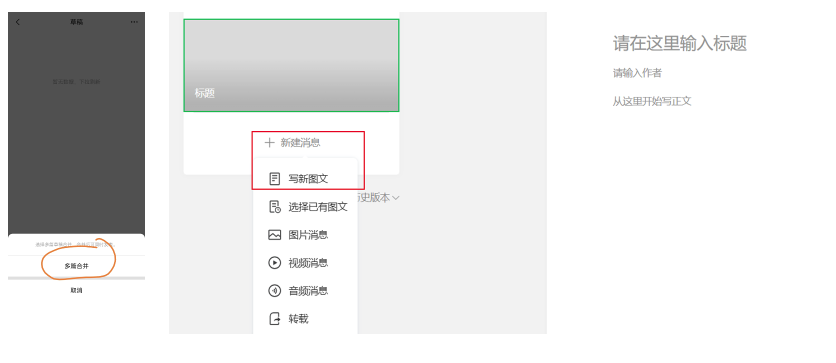 草稿
多篇合并
取消
标题
新建消息
写新图文
历史版本
选择已有图文
图片消息
视频消息
音频消息
转载
请在这里输入标题
请输入作者
从这里开始写正文